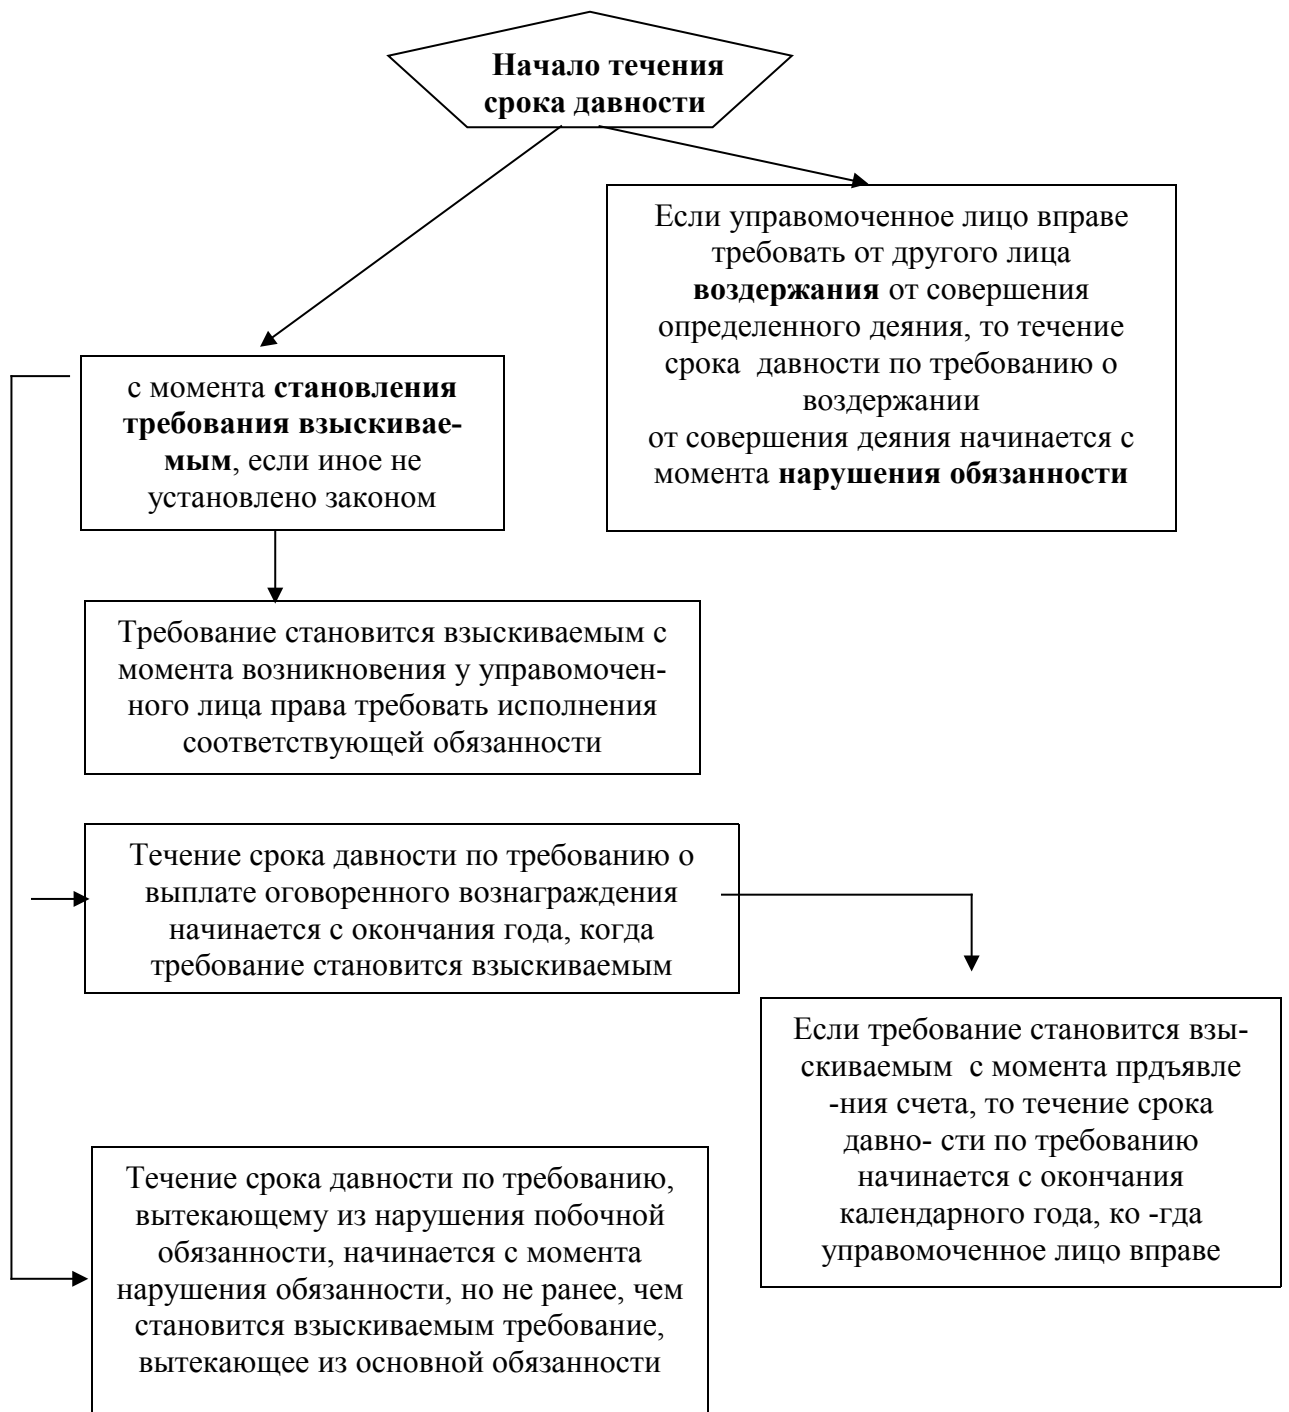 Начало течения
срока давности
Если управомоченное лицо вправе
требовать от другого лица
воздержания от совершения
определенного деяния, то течение
срока давности по требованию о
воздержании
от совершения деяния начинается с
момента нарушения обязанности
с момента становления
требования взыскивае-
мым, если иное не
установлено законом
Требование становится взыскиваемым с
момента возникновения у управомочен-
ного лица права требовать исполнения
соответствующей обязанности
Течение срока давности по требованию о
выплате оговоренного вознаграждения
начинается с окончания года, когда
требование становится взыскиваемым
Если требование становится взы-
скиваемым с момента прдъявле
-ния счета, то течение срока
давно- сти по требованию
начинается с окончания
календарного года, ко -гда
управомоченное лицо вправе
Течение срока давности по требованию,
вытекающему из нарушения побочной
обязанности, начинается с момента
нарушения обязанности, но не ранее, чем
становится взыскиваемым требование,
вытекающее из основной обязанности